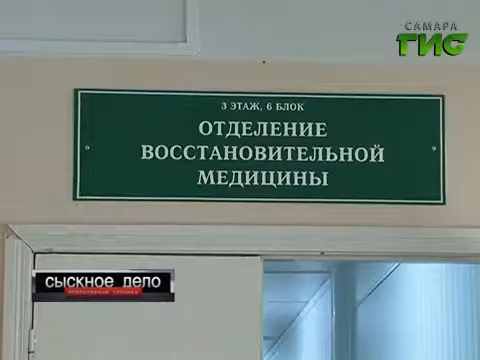 САМАРА
ГИС
3 ЭТАЖ, 6 БЛОК
ОТДЕЛЕНИЕ
ВОССТАНОВИТЕЛЬНОЙ
МЕДИЦИНЫ
СЫСКНОЕ ДЕЛО